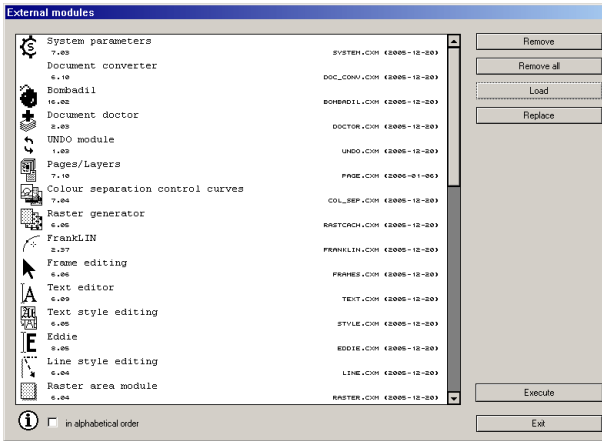 External modules
System parameters
7.03 SYSTEM.CXM (2005-12-20)
Document converter
6.10 DOC_CONV.CXM (2005-12-20)
Bombadil
16.02 BOMBADIL.CXM (2005-12-20)
Document doctor
2.03 DOCTOR.CXM (2005-12-20)
UNDO module
1.03 UNDO.CXM (2005-12-20)
Pages/Layers
7.10 PAGE.CXM (2006-01-06)
Colour separation control curves
7.04 COL_SEP.CXM (2005-12-20)
Raster generator
6.05 RASTCACH.CXM (2005-12-20)
FrankLIN
2.37 FRANKLIN.CXM (2005-12-20)
Frame editing
6.06 FRAMES.CXM (2005-12-20)
Text editor
6.09 TEXT.CXM (2005-12-20)
Text style editing
6.05 STYLE.CXM (2005-12-20)
Eddie
8.05 EDDIE.CXM (2005-12-20)
Line style editing
6.04 LINE.CXM (2005-12-20)
Raster area module
6.04 RASTER.CXM (2005-12-20)
in alphabetical order
Remove
Remove all
Load
Replace
Execute
Exit